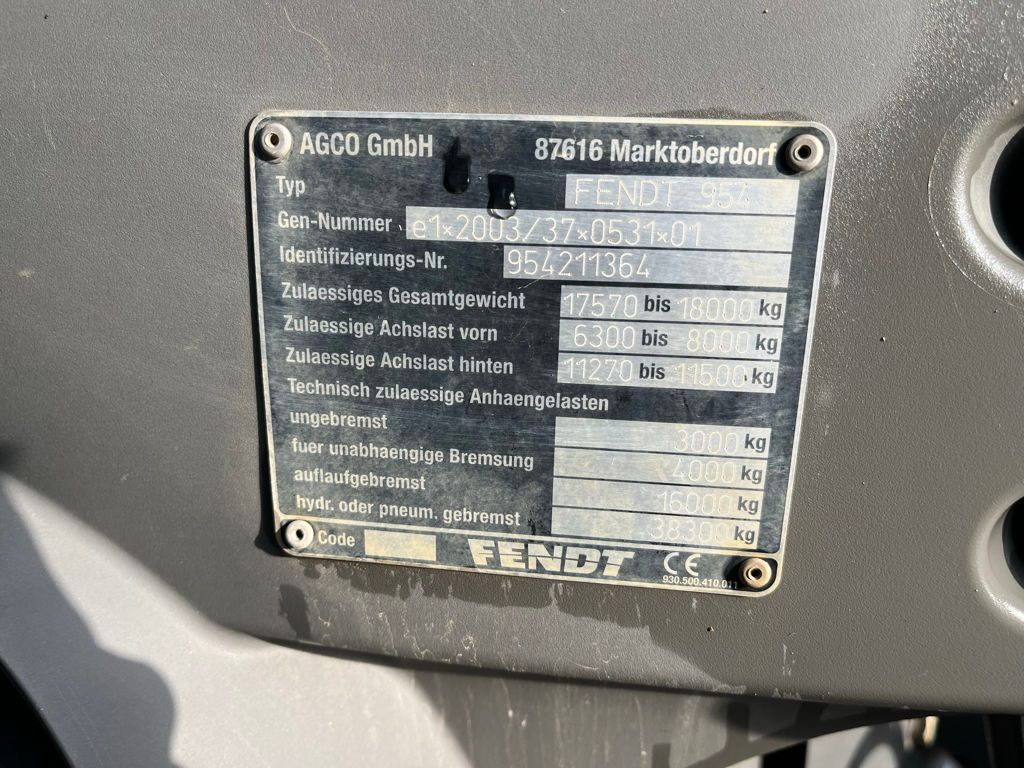 AGCO GmbH 87616 Marktoberdorf
Typ FENDT 954
Gen-Nummer e1*2003/37*0531*01
Identifizierungs-Nr. 954211364
Zulaessiges Gesamtgewicht 17570 bis 18000 kg
Zulaessige Achslast vorn 6300 bis 8000 kg
Zulaessige Achslast hinten 11270 bis 11500 kg
Technisch zulaessige Anhaengelasten
ungebremst 3000 kg
fuer unabhaengige Bremsung 4000 kg
auflaufgebremst 16000 kg
hydr. oder pneum. gebremst 38300 kg
Code FENDT CE
930.500.410.011